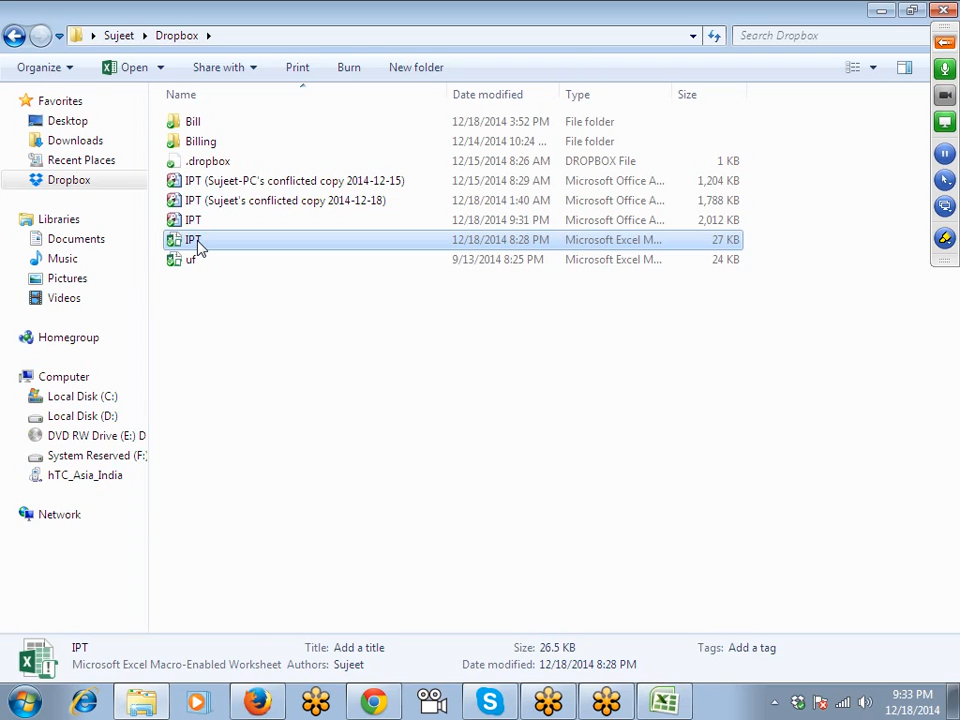 Sujeet Dropbox
Search Dropbox
Organize Open Share with Print Burn New folder
Name Date modified Type Size
Favorites
Desktop
Downloads
Recent Places
Dropbox
Libraries
Documents
Music
Pictures
Videos
Homegroup
Computer
Local Disk (C:)
Local Disk (D:)
DVD RW Drive (E:) D
System Reserved (F:)
hTC_Asia_India
Network
Bill 12/18/2014 3:52 PM File folder
Billing 12/14/2014 10:24 ... File folder
.dropbox 12/15/2014 8:26 AM DROPBOX File 1 KB
IPT (Sujeet-PC's conflicted copy 2014-12-15) 12/15/2014 8:29 AM Microsoft Office A... 1,204 KB
IPT (Sujeet's conflicted copy 2014-12-18) 12/18/2014 1:40 AM Microsoft Office A... 1,788 KB
IPT 12/18/2014 9:31 PM Microsoft Office A... 2,012 KB
IPT 12/18/2014 8:28 PM Microsoft Excel M... 27 KB
uf 9/13/2014 8:25 PM Microsoft Excel M... 24 KB
IPT Title: Add a title Size: 26.5 KB Tags: Add a tag
Microsoft Excel Macro-Enabled Worksheet Authors: Sujeet Date modified: 12/18/2014 8:28 PM
9:33 PM
12/18/2014